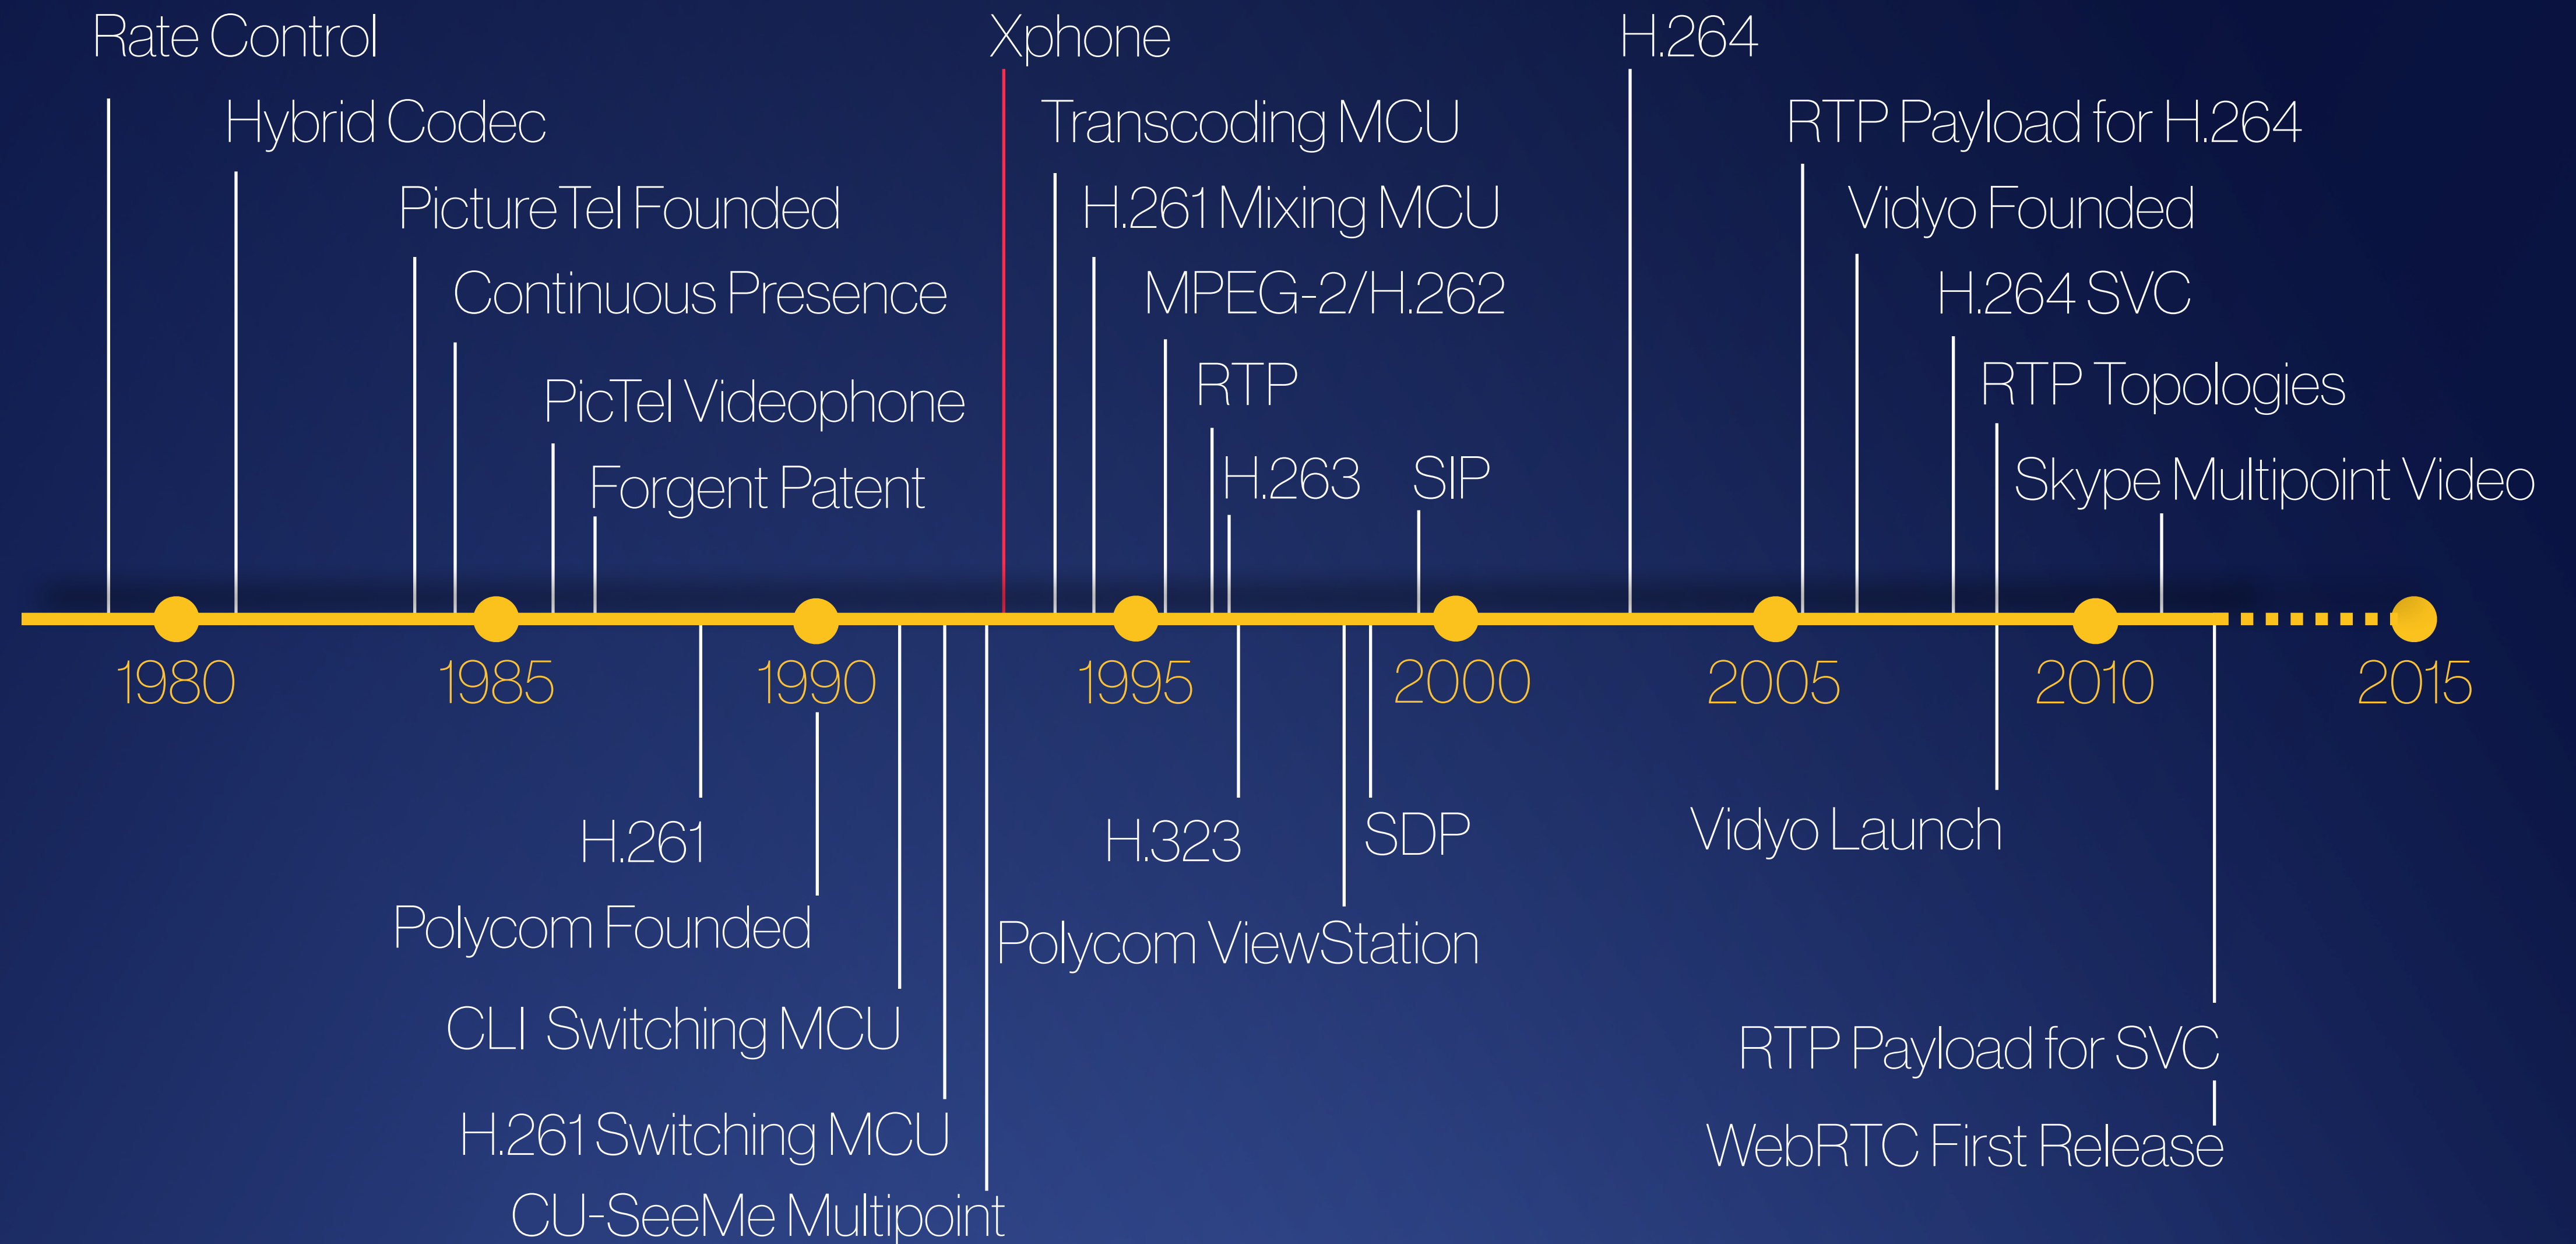 Rate Control
Xphone
H.264
Hybrid Codec
Transcoding MCU
RTP Payload for H.264
PictureTel Founded
H.261 Mixing MCU
Vidyo Founded
Continuous Presence
MPEG-2/H.262
H.264 SVC
RTP
RTP Topologies
PicTel Videophone
H.263
SIP
Skype Multipoint Video
Forgent Patent
1980
1985
1990
1995
2000
2005
2010
2015
H.261
H.323
SDP
Vidyo Launch
Polycom Founded
Polycom ViewStation
CLI Switching MCU
RTP Payload for SVC
H.261 Switching MCU
WebRTC First Release
CU-SeeMe Multipoint